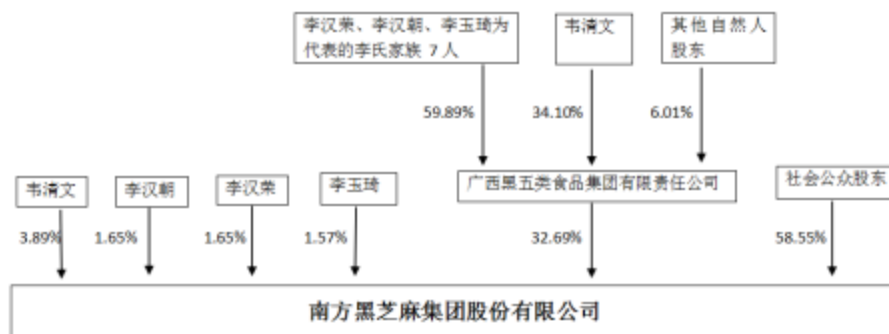 李汉荣、李汉朝、李玉琦为
代表的李氏家族 7 人
韦清文
其他自然人
股东
59.89%
34.10%
6.01%
韦清文
李汉朝
李汉荣
李玉琦
广西黑五类食品集团有限责任公司
社会公众股东
3.89%
1.65%
1.65%
1.57%
32.69%
58.55%
南方黑芝麻集团股份有限公司